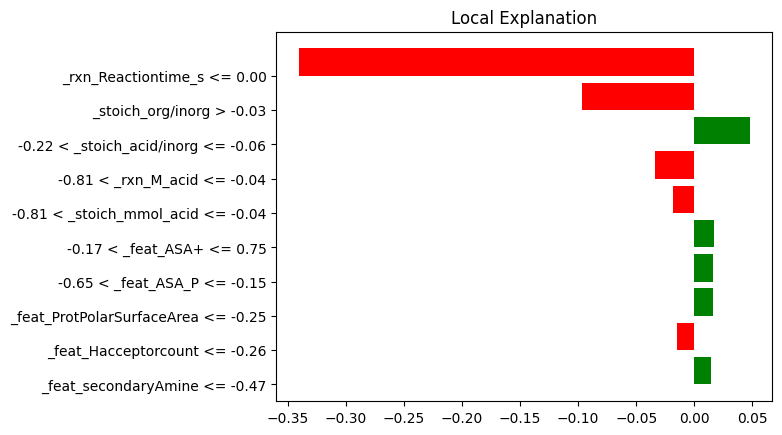 Local Explanation
_rxn_Reactiontime_s <= 0.00
_stoich_org/inorg > -0.03
-0.22 < _stoich_acid/inorg <= -0.06
-0.81 < _rxn_M_acid <= -0.04
-0.81 < _stoich_mmol_acid <= -0.04
-0.17 < _feat_ASA+ <= 0.75
-0.65 < _feat_ASA_P <= -0.15
_feat_ProtPolarSurfaceArea <= -0.25
_feat_Hacceptorcount <= -0.26
_feat_secondaryAmine <= -0.47
−0.35 −0.30 −0.25 −0.20 −0.15 −0.10 −0.05 0.00 0.05